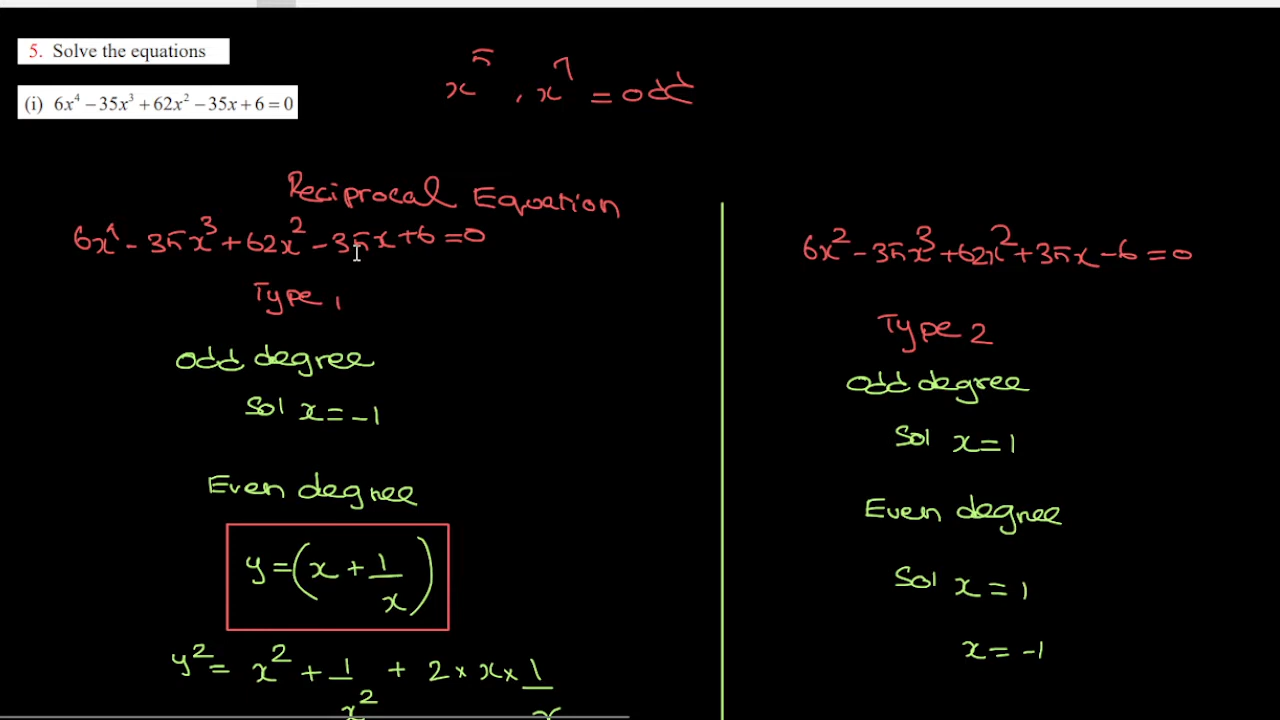 5. Solve the equations
(i) 6x⁴ − 35x³ + 62x² − 35x + 6 = 0
x⁵, x⁷ = odd
Reciprocal Equation
6x⁴ − 35x³ + 62x² − 35x + 6 = 0
Type 1
odd degree
Sol x = −1
Even degree
y = (x + 1/x)
y² = x² + 1/x² + 2 × x × 1/x
6x² − 35x³ + 62x² + 35x − 6 = 0
Type 2
odd degree
Sol x = 1
Even degree
Sol x = 1
x = −1